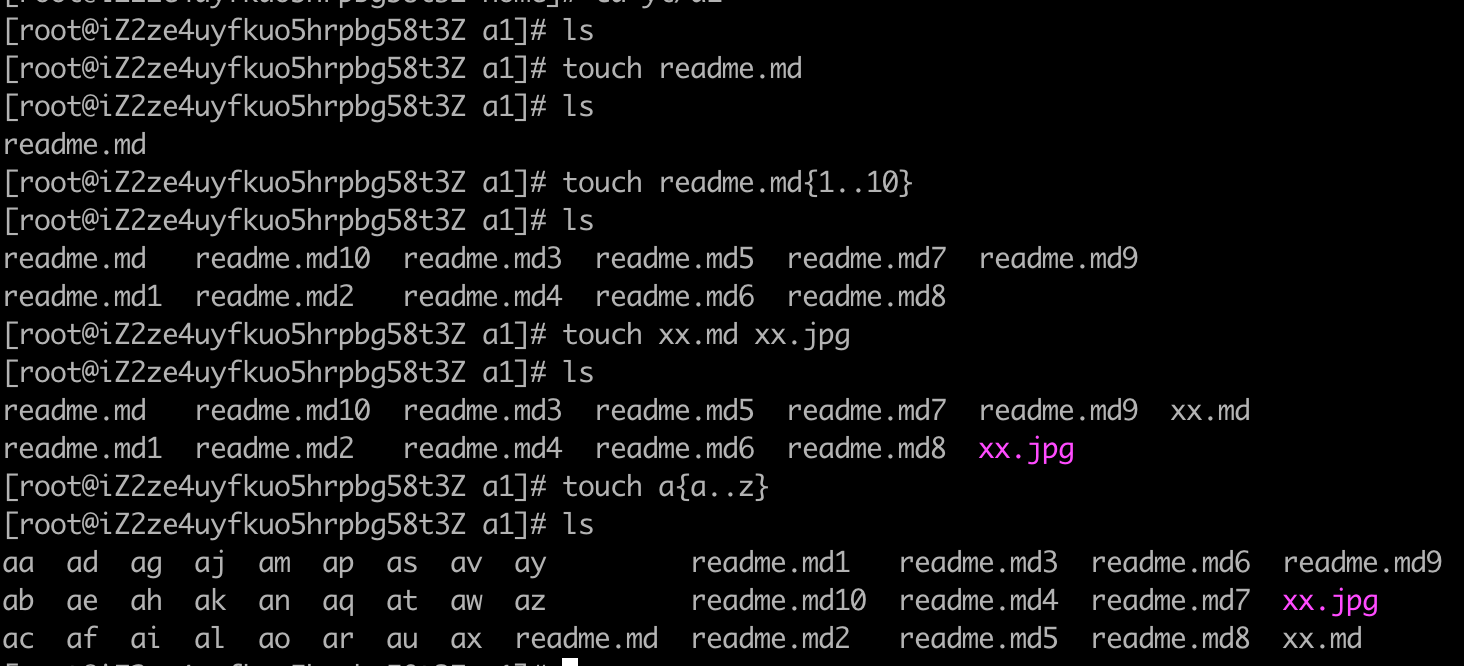 [root@iZ2ze4uyfkuo5hrpbg58t3Z a1]# ls
[root@iZ2ze4uyfkuo5hrpbg58t3Z a1]# touch readme.md
[root@iZ2ze4uyfkuo5hrpbg58t3Z a1]# ls
readme.md
[root@iZ2ze4uyfkuo5hrpbg58t3Z a1]# touch readme.md{1..10}
[root@iZ2ze4uyfkuo5hrpbg58t3Z a1]# ls
readme.md   readme.md10  readme.md3  readme.md5  readme.md7  readme.md9
readme.md1  readme.md2   readme.md4  readme.md6  readme.md8
[root@iZ2ze4uyfkuo5hrpbg58t3Z a1]# touch xx.md xx.jpg
[root@iZ2ze4uyfkuo5hrpbg58t3Z a1]# ls
readme.md   readme.md10  readme.md3  readme.md5  readme.md7  readme.md9  xx.md
readme.md1  readme.md2   readme.md4  readme.md6  readme.md8  xx.jpg
[root@iZ2ze4uyfkuo5hrpbg58t3Z a1]# touch a{a..z}
[root@iZ2ze4uyfkuo5hrpbg58t3Z a1]# ls
aa  ad  ag  aj  am  ap  as  av  ay         readme.md1   readme.md3  readme.md6  readme.md9
ab  ae  ah  ak  an  aq  at  aw  az         readme.md10  readme.md4  readme.md7  xx.jpg
ac  af  ai  al  ao  ar  au  ax  readme.md  readme.md2   readme.md5  readme.md8  xx.md